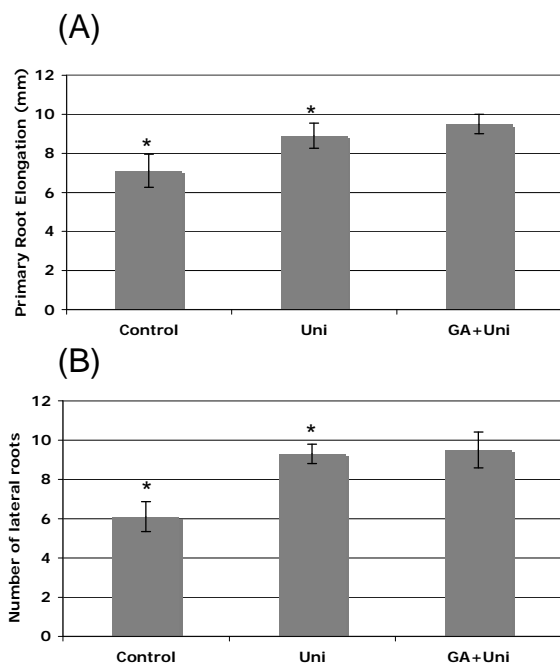 (A)
Primary Root Elongation (mm)
12
10
8
6
4
2
0
*
*
Control
Uni
GA+Uni
(B)
Number of lateral roots
12
10
8
6
4
2
0
*
*
Control
Uni
GA+Uni